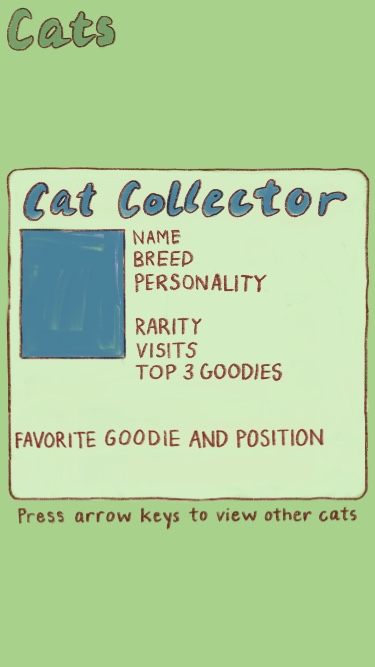 Cats
Cat Collector
NAME
BREED
PERSONALITY
RARITY
VISITS
TOP 3 GOODIES
FAVORITE GOODIE AND POSITION
Press arrow keys to view other cats